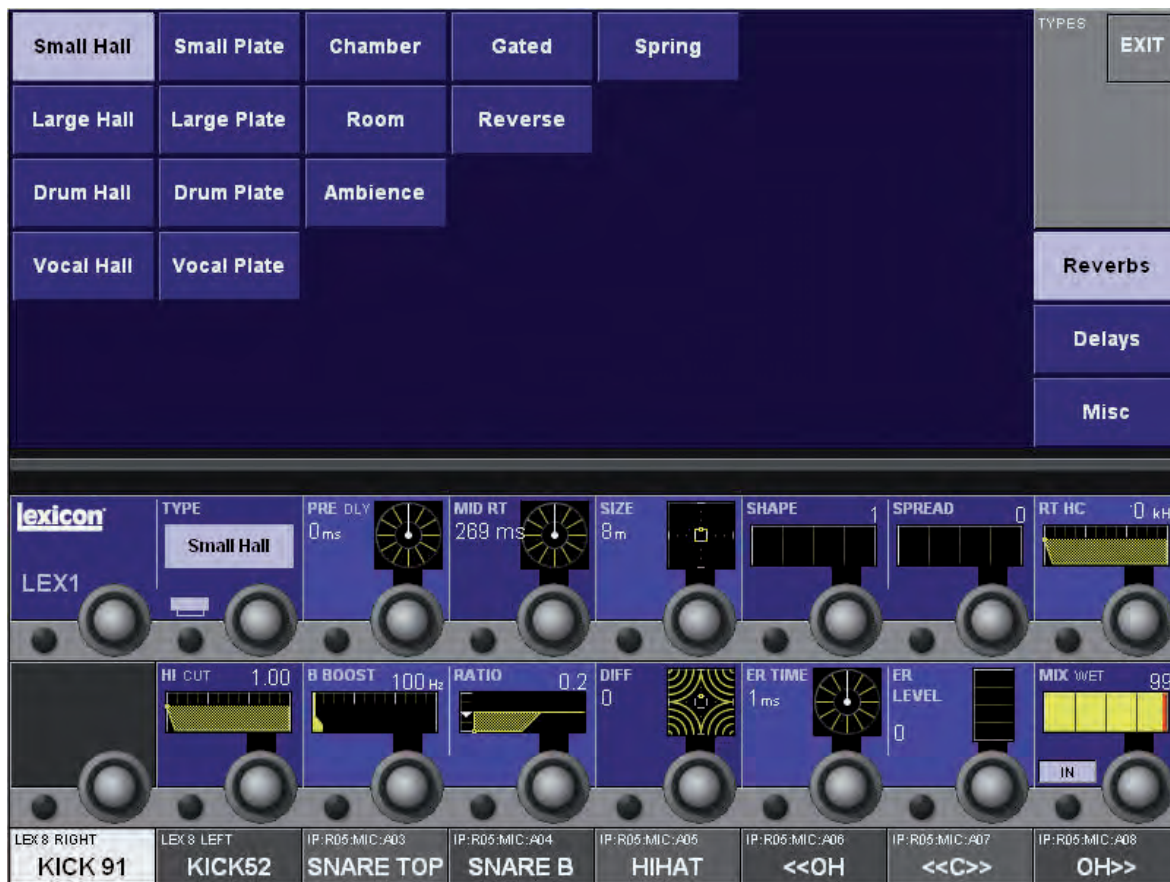 Small Hall Small Plate Chamber Gated Spring
TYPES
EXIT
Large Hall Large Plate Room Reverse
Drum Hall Drum Plate Ambience
Vocal Hall Vocal Plate
Reverbs
Delays
Misc
lexicon
LEX1
TYPE
Small Hall
PRE DLY
0ms
MID RT
269 ms
SIZE
8m
SHAPE 1
SPREAD 0
RT HC 0 kH
HI CUT 1.00
B BOOST 100 Hz
RATIO 0.2
DIFF
0
ER TIME
1ms
ER
LEVEL
0
MIX WET 99
IN
LEX 8 RIGHT
KICK 91
LEX 8 LEFT
KICK52
IP:R05:MIC:A03
SNARE TOP
IP:R05:MIC:A04
SNARE B
IP:R05:MIC:A05
HIHAT
IP:R05:MIC:A06
<<OH
IP:R05:MIC:A07
<<C>>
IP:R05:MIC:A08
OH>>